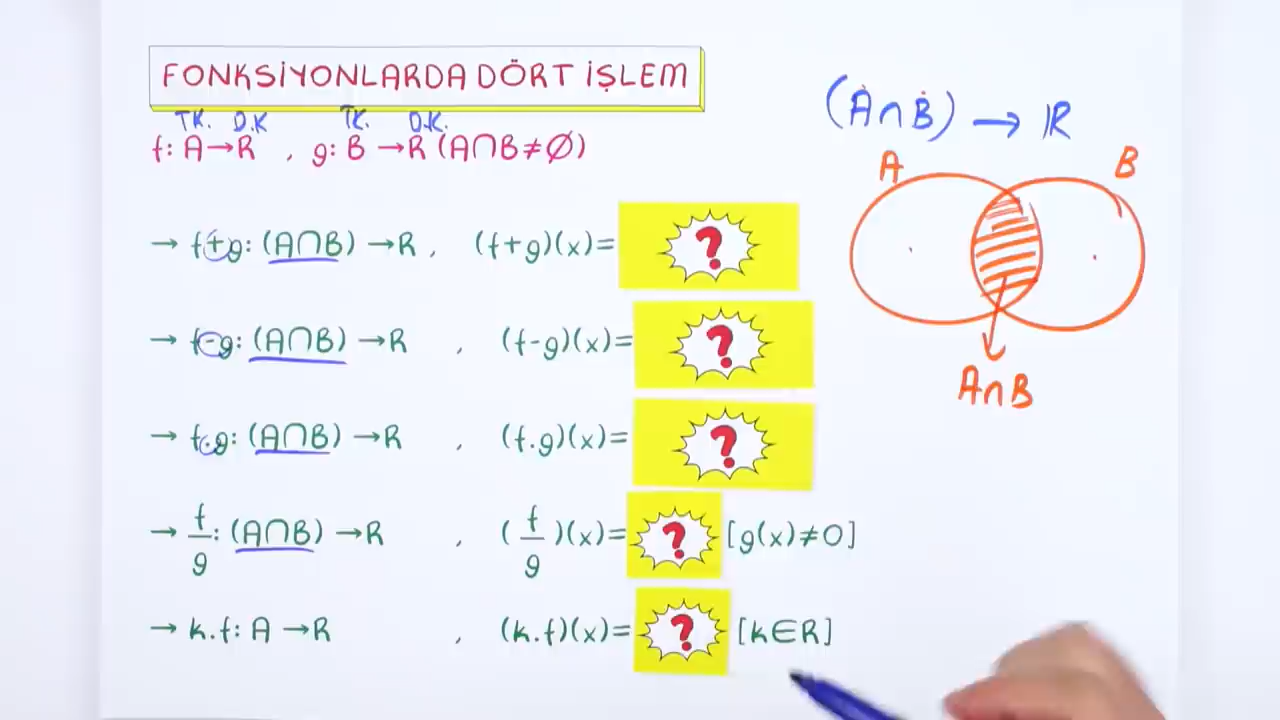 FONKSİYONLARDA DÖRT İŞLEM
T.K. D.K T.K. D.K.
f: A→R , g: B→R (A∩B≠∅)
→ f+g: (A∩B)→R , (f+g)(x)= ?
→ f-g: (A∩B)→R , (f-g)(x)= ?
→ f.g: (A∩B)→R , (f.g)(x)= ?
→ f/g: (A∩B)→R , (f/g)(x)= ? [g(x)≠0]
→ k.f: A→R , (k.f)(x)= ? [k∈R]
(A∩B) → R
A B
A∩B